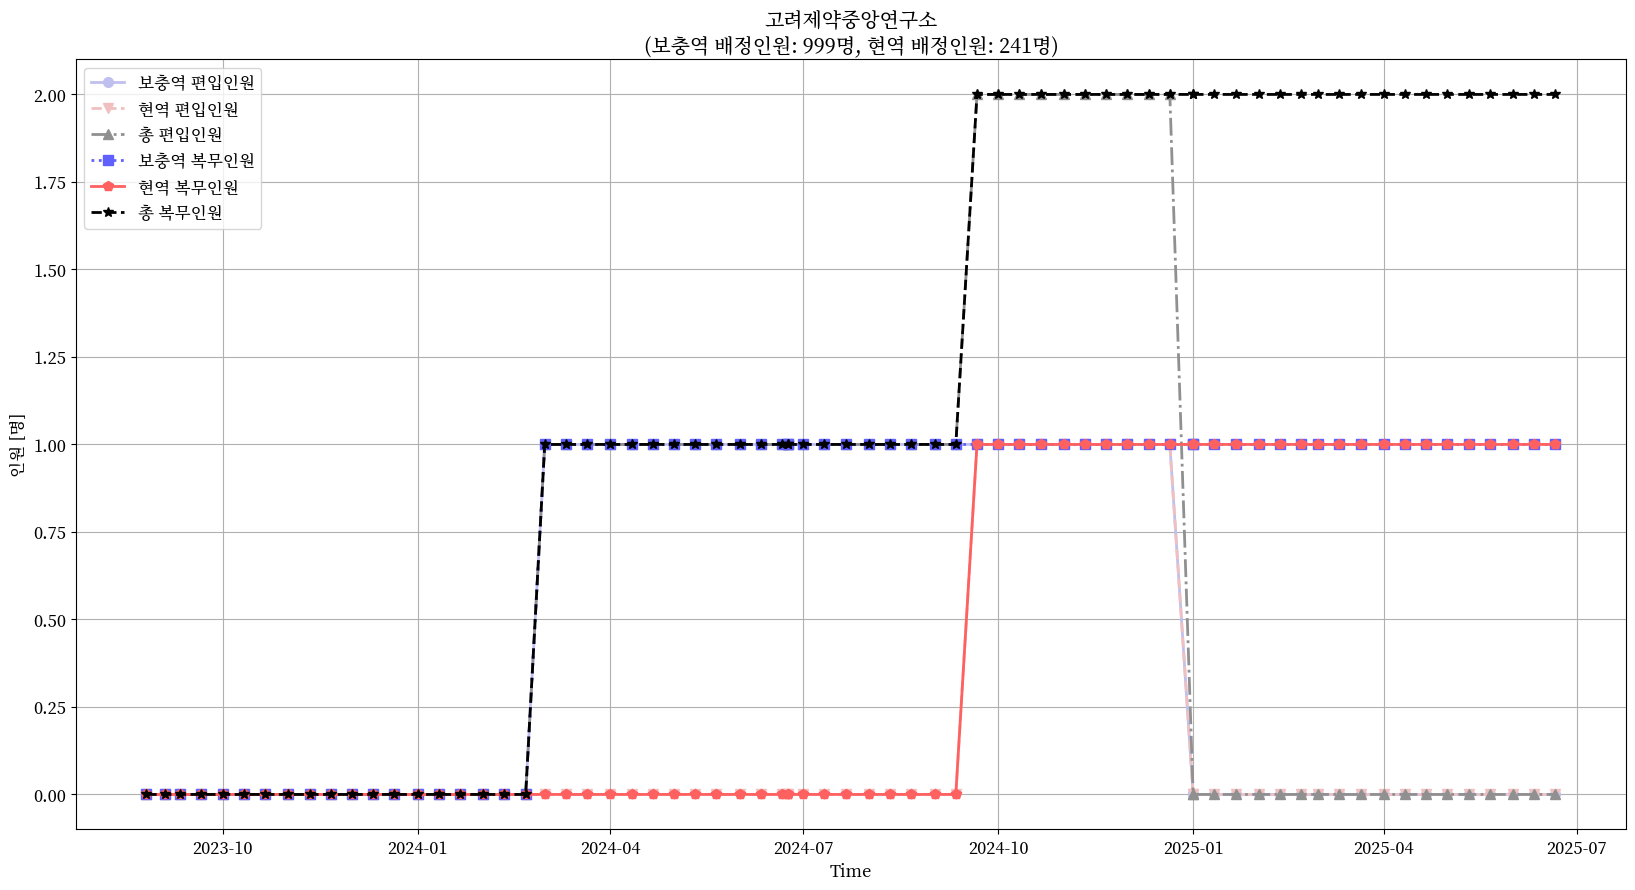 고려제약중앙연구소
(보충역 배정인원: 999명, 현역 배정인원: 241명)
보충역 편입인원
현역 편입인원
총 편입인원
보충역 복무인원
현역 복무인원
총 복무인원
인원 [명]
2.00
1.75
1.50
1.25
1.00
0.75
0.50
0.25
0.00
2023-10
2024-01
2024-04
2024-07
2024-10
2025-01
2025-04
2025-07
Time